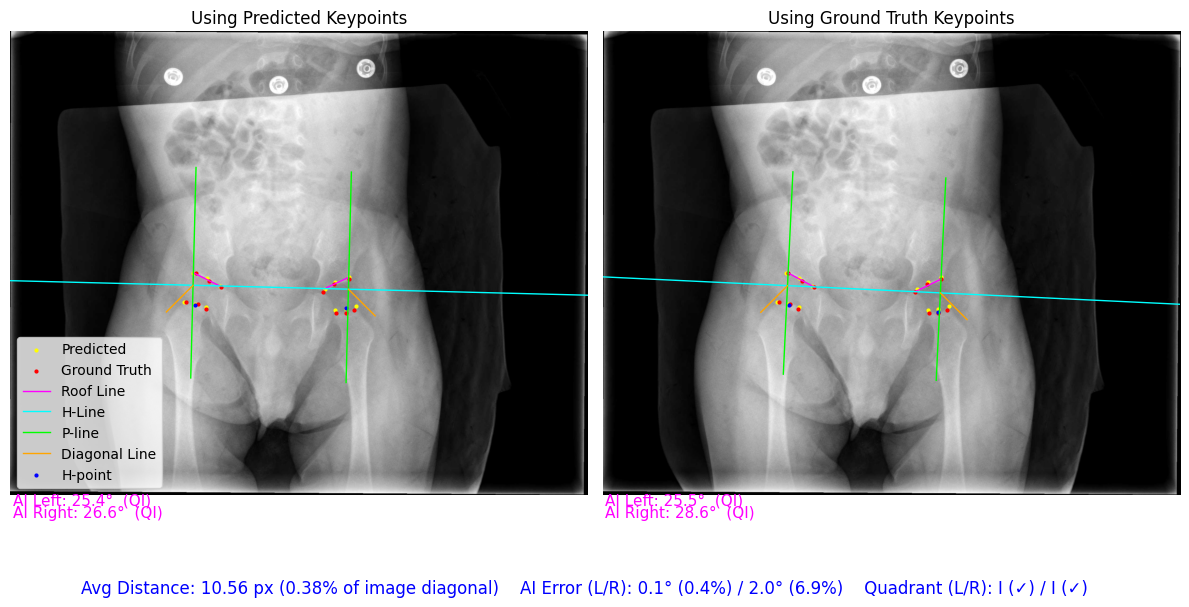 Using Predicted Keypoints
Using Ground Truth Keypoints
Predicted
Ground Truth
Roof Line
H-Line
P-line
Diagonal Line
H-point
AI Left: 25.4° (QI)
AI Right: 26.6° (QI)
AI Left: 25.5° (QI)
AI Right: 28.6° (QI)
Avg Distance: 10.56 px (0.38% of image diagonal) AI Error (L/R): 0.1° (0.4%) / 2.0° (6.9%) Quadrant (L/R): I (✓) / I (✓)